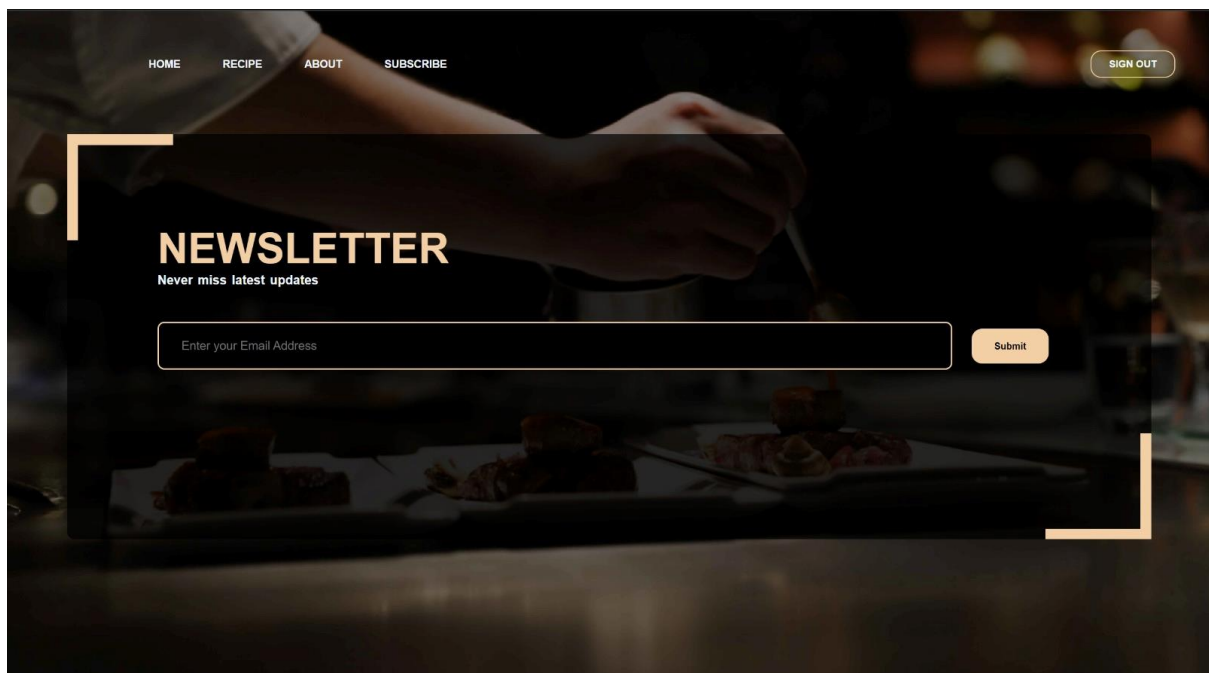 HOME RECIPE ABOUT SUBSCRIBE SIGN OUT
NEWSLETTER
Never miss latest updates
Enter your Email Address Submit